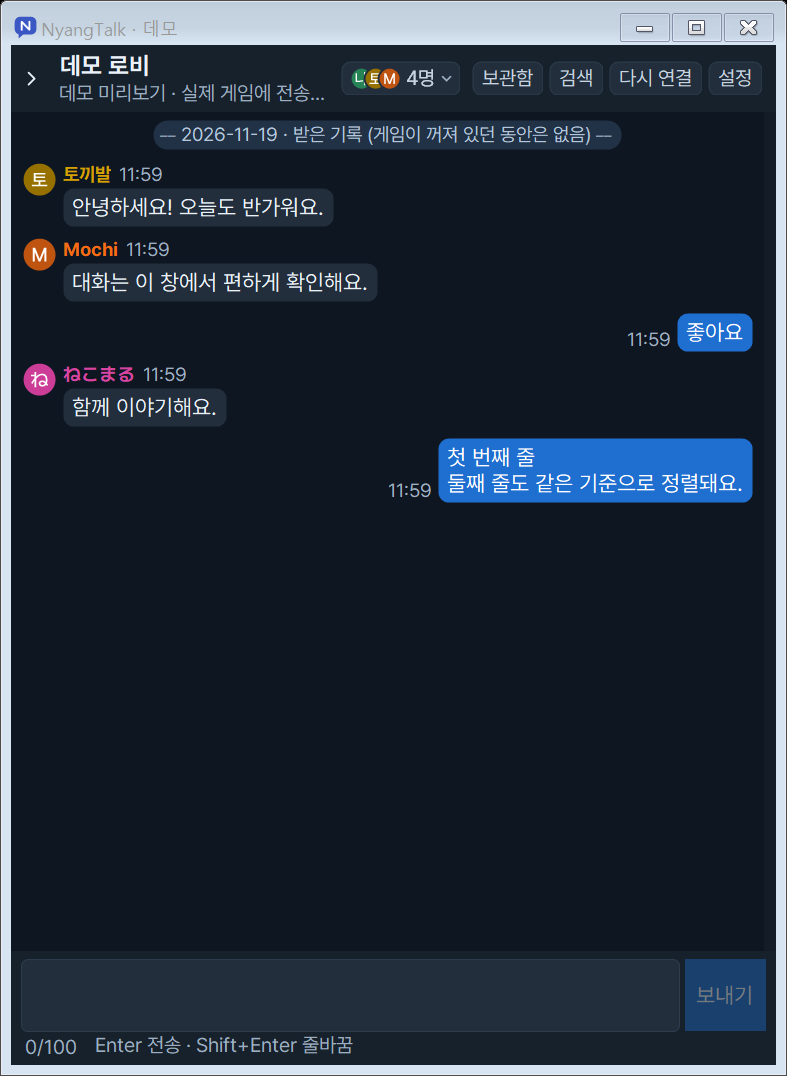 N NyangTalk · 데모
데모 로비
데모 미리보기 · 실제 게임에 전송...
토 M 4명
보관함
검색
다시 연결
설정
— 2026-11-19 · 받은 기록 (게임이 꺼져 있던 동안은 없음) —
토 토끼발 11:59
안녕하세요! 오늘도 반가워요.
M Mochi 11:59
대화는 이 창에서 편하게 확인해요.
11:59 좋아요
ね ねこまる 11:59
함께 이야기해요.
첫 번째 줄
11:59 둘째 줄도 같은 기준으로 정렬돼요.
보내기
0/100 Enter 전송 · Shift+Enter 줄바꿈